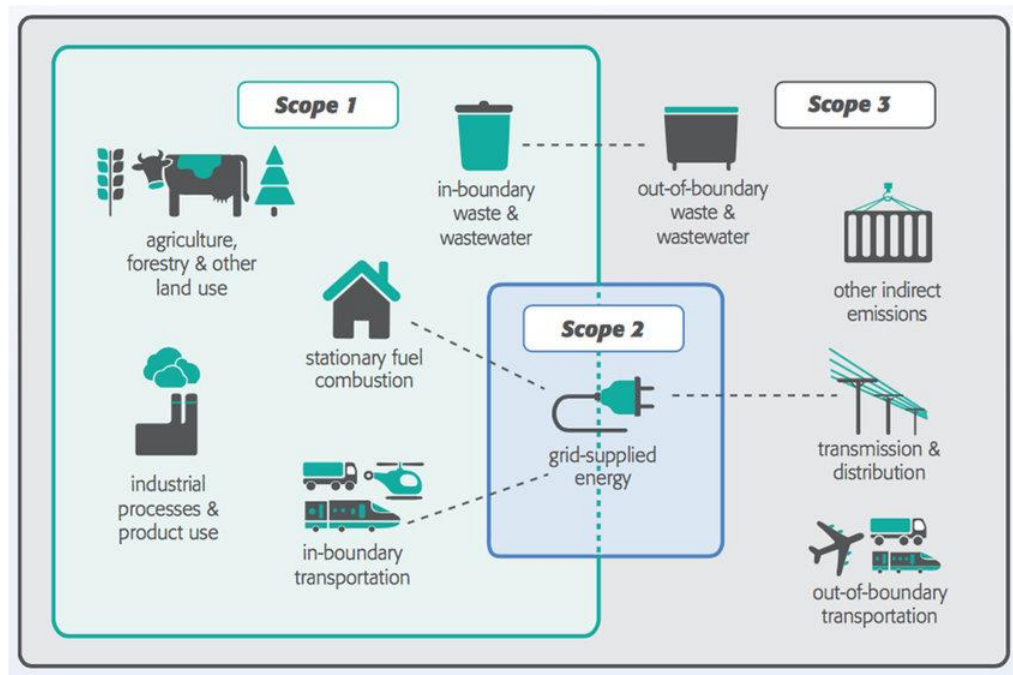 Scope 1
Scope 3
agriculture,
forestry & other
land use
in-boundary
waste &
wastewater
out-of-boundary
waste &
wastewater
other indirect
emissions
stationary fuel
combustion
Scope 2
grid-supplied
energy
transmission &
distribution
industrial
processes &
product use
in-boundary
transportation
out-of-boundary
transportation